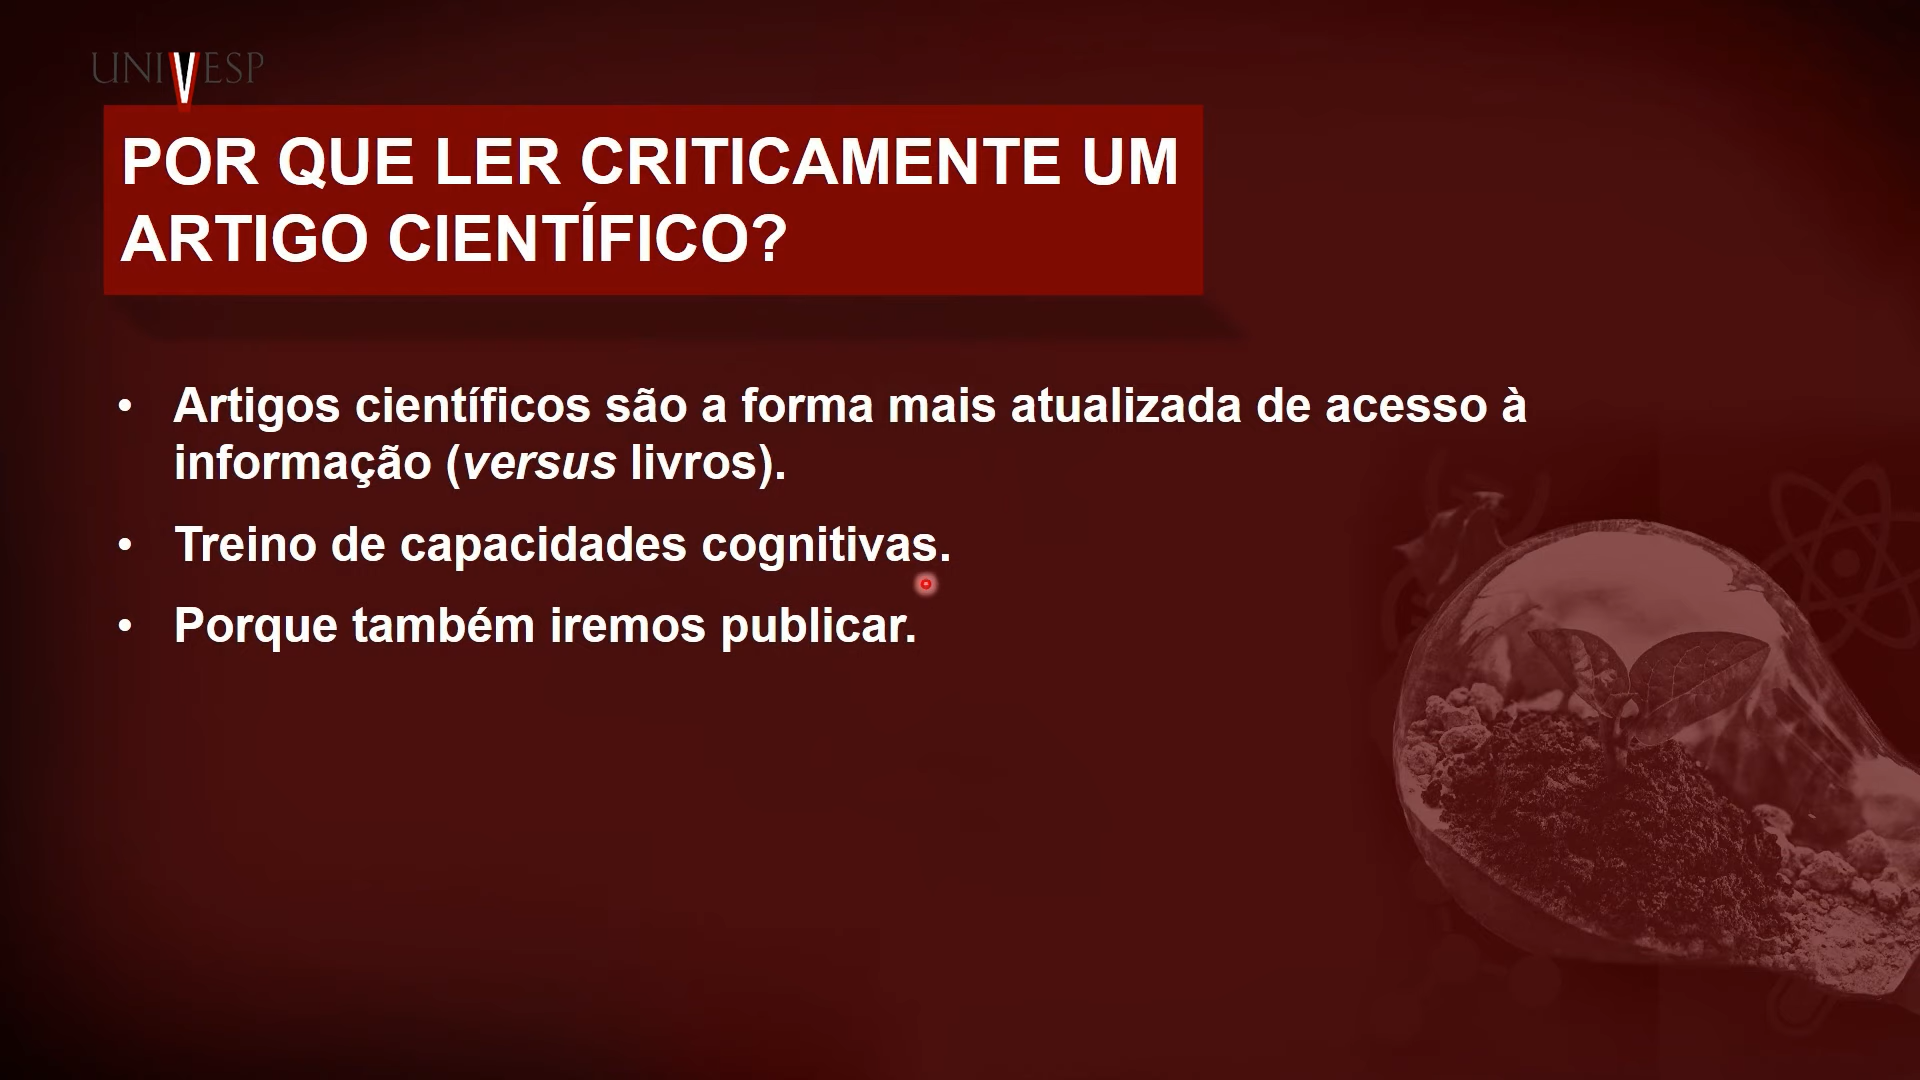 UNIVESP
POR QUE LER CRITICAMENTE UM
ARTIGO CIENTÍFICO?
• Artigos científicos são a forma mais atualizada de acesso à
informação (versus livros).
• Treino de capacidades cognitivas.
• Porque também iremos publicar.